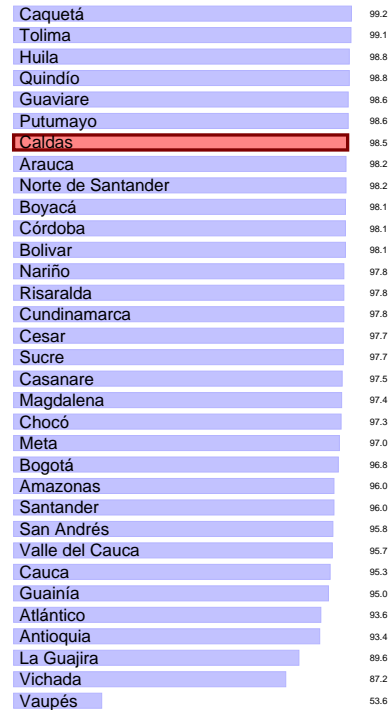 Caquetá 99.2
Tolima 99.1
Huila 98.8
Quindío 98.8
Guaviare 98.6
Putumayo 98.6
Caldas 98.5
Arauca 98.2
Norte de Santander 98.2
Boyacá 98.1
Córdoba 98.1
Bolivar 98.1
Nariño 97.8
Risaralda 97.8
Cundinamarca 97.8
Cesar 97.7
Sucre 97.7
Casanare 97.5
Magdalena 97.4
Chocó 97.3
Meta 97.0
Bogotá 96.8
Amazonas 96.0
Santander 96.0
San Andrés 95.8
Valle del Cauca 95.7
Cauca 95.3
Guainía 95.0
Atlántico 93.6
Antioquia 93.4
La Guajira 89.6
Vichada 87.2
Vaupés 53.6